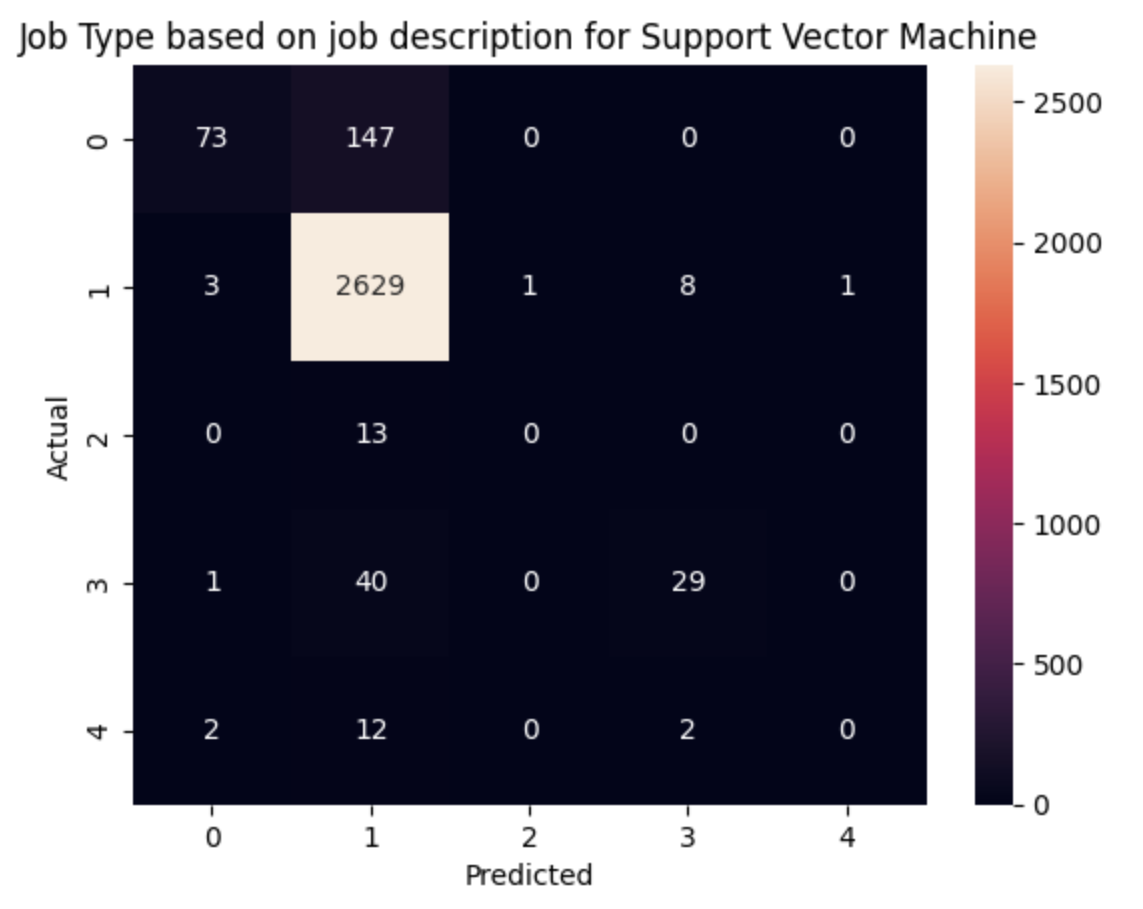 Job Type based on job description for Support Vector Machine
2500
2000
1500
1000
500
0
Actual
0
1
2
3
4
73 147 0 0 0
3 2629 1 8 1
0 13 0 0 0
1 40 0 29 0
2 12 0 2 0
0 1 2 3 4
Predicted